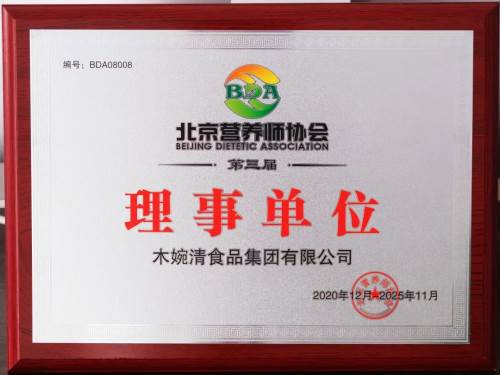 编号：BDA08008
BDA
北京营养师协会
BEIJING DIETETIC ASSOCIATION
第三届
理事单位
木婉清食品集团有限公司
2020年12月-2025年11月